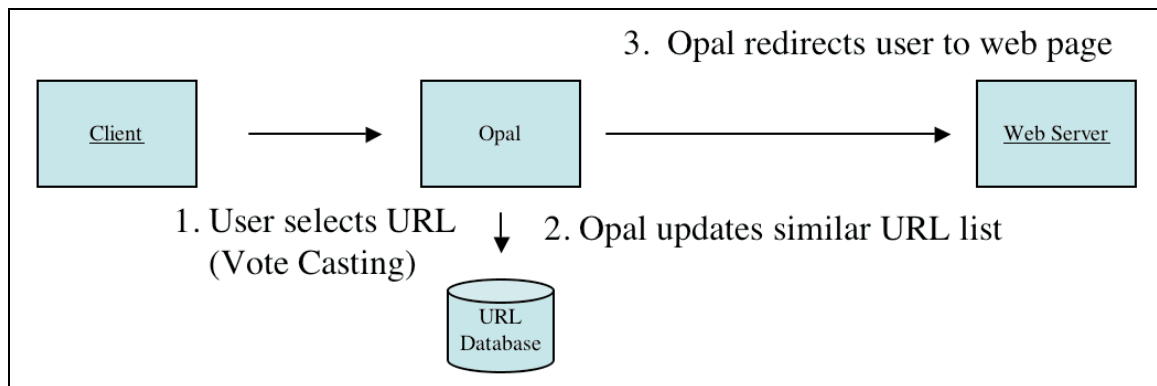 3. Opal redirects user to web page
Client
Opal
Web Server
1. User selects URL
(Vote Casting)
2. Opal updates similar URL list
URL
Database